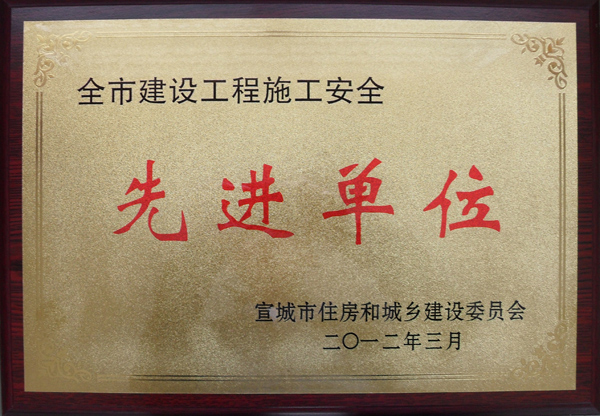 全市建设工程施工安全
先进单位
宣城市住房和城乡建设委员会
二〇一二年三月